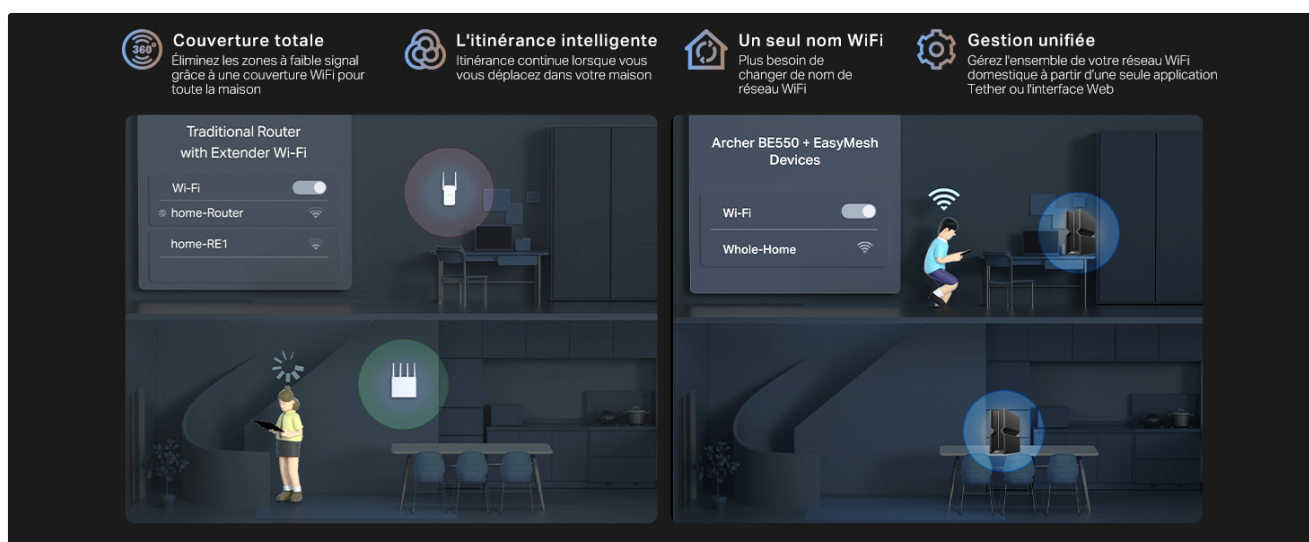 360°
Couverture totale
Éliminez les zones à faible signal
grâce à une couverture WiFi pour
toute la maison
L'itinérance intelligente
Itinérance continue lorsque vous
vous déplacez dans votre maison
Un seul nom WiFi
Plus besoin de
changer de nom de
réseau WiFi
Gestion unifiée
Gérez l'ensemble de votre réseau WiFi
domestique à partir d'une seule application
Tether ou l'interface Web
Traditional Router
with Extender Wi-Fi
Wi-Fi
home-Router
home-RE1
Archer BE550 + EasyMesh
Devices
Wi-Fi
Whole-Home